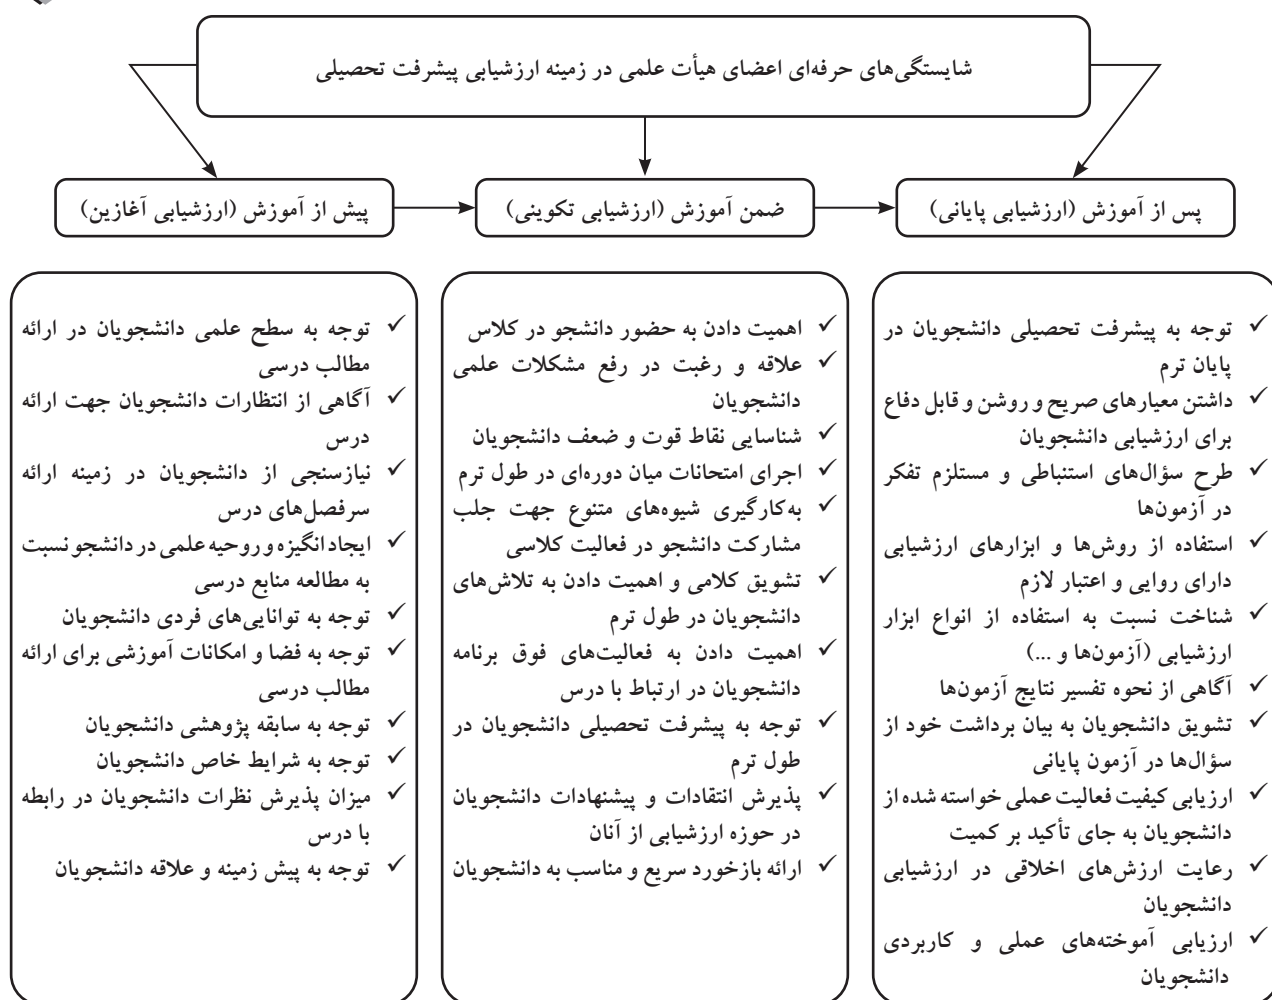 شایستگی‌های حرفه‌ای اعضای هیأت علمی در زمینه ارزشیابی پیشرفت تحصیلی
پیش از آموزش (ارزشیابی آغازین)
ضمن آموزش (ارزشیابی تکوینی)
پس از آموزش (ارزشیابی پایانی)
✓ توجه به سطح علمی دانشجویان در ارائه
مطالب درسی
✓ آگاهی از انتظارات دانشجویان جهت ارائه
درس
✓ نیازسنجی از دانشجویان در زمینه ارائه
سرفصل‌های درس
✓ ایجاد انگیزه و روحیه علمی در دانشجو نسبت
به مطالعه منابع درسی
✓ توجه به توانایی‌های فردی دانشجویان
✓ توجه به فضا و امکانات آموزشی برای ارائه
مطالب درسی
✓ توجه به سابقه پژوهشی دانشجویان
✓ توجه به شرایط خاص دانشجویان
✓ میزان پذیرش نظرات دانشجویان در رابطه
با درس
✓ توجه به پیش زمینه و علاقه دانشجویان
✓ اهمیت دادن به حضور دانشجو در کلاس
✓ علاقه و رغبت در رفع مشکلات علمی
دانشجویان
✓ شناسایی نقاط قوت و ضعف دانشجویان
✓ اجرای امتحانات میان دوره‌ای در طول ترم
✓ به‌کارگیری شیوه‌های متنوع جهت جلب
مشارکت دانشجو در فعالیت کلاسی
✓ تشویق کلامی و اهمیت دادن به تلاش‌های
دانشجویان در طول ترم
✓ اهمیت دادن به فعالیت‌های فوق برنامه
دانشجویان در ارتباط با درس
✓ توجه به پیشرفت تحصیلی دانشجویان در
طول ترم
✓ پذیرش انتقادات و پیشنهادات دانشجویان
در حوزه ارزشیابی از آنان
✓ ارائه بازخورد سریع و مناسب به دانشجویان
✓ توجه به پیشرفت تحصیلی دانشجویان در
پایان ترم
✓ داشتن معیارهای صریح و روشن و قابل دفاع
برای ارزشیابی دانشجویان
✓ طرح سؤال‌های استنباطی و مستلزم تفکر
در آزمون‌ها
✓ استفاده از روش‌ها و ابزارهای ارزشیابی
دارای روایی و اعتبار لازم
✓ شناخت نسبت به استفاده از انواع ابزار
ارزشیابی (آزمون‌ها و ...)
✓ آگاهی از نحوه تفسیر نتایج آزمون‌ها
✓ تشویق دانشجویان به بیان برداشت خود از
سؤال‌ها در آزمون پایانی
✓ ارزیابی کیفیت فعالیت عملی خواسته شده از
دانشجویان به جای تأکید بر کمیت
✓ رعایت ارزش‌های اخلاقی در ارزشیابی
دانشجویان
✓ ارزیابی آموخته‌های عملی و کاربردی
دانشجویان